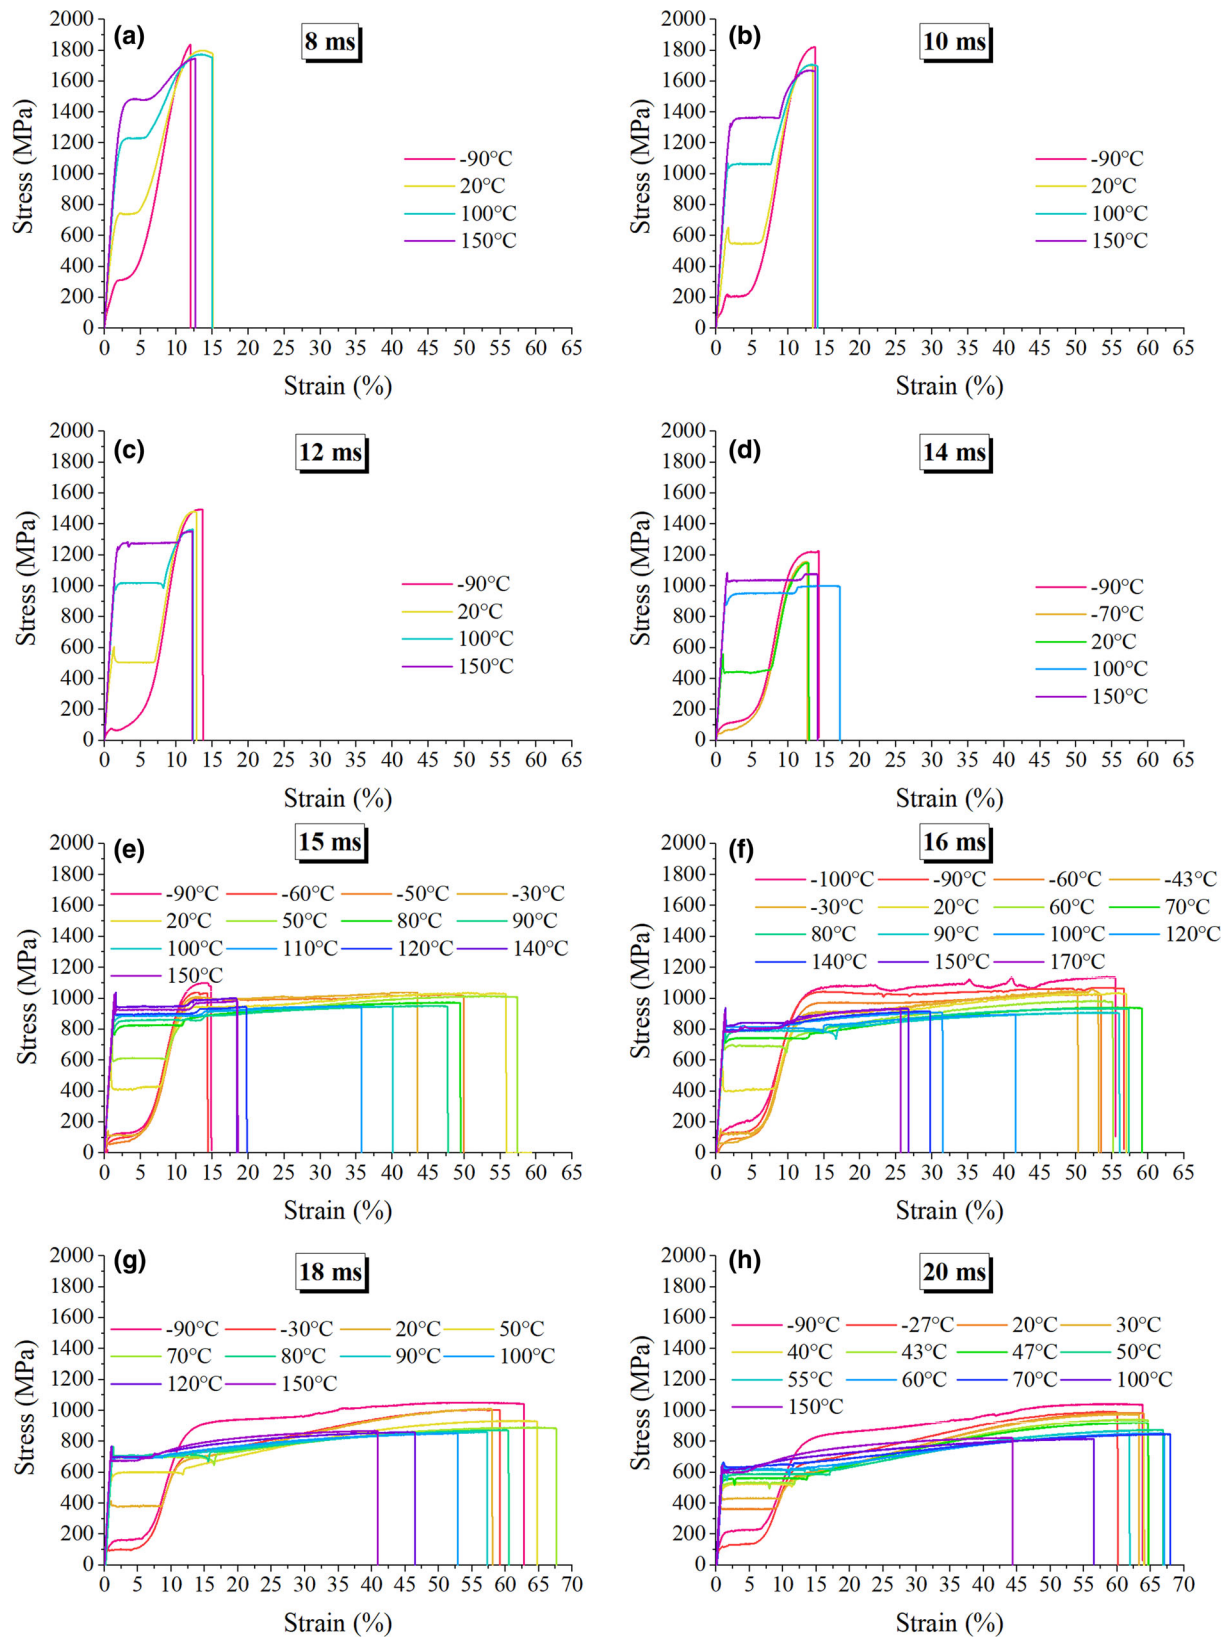 (a) 8 ms
Stress (MPa)
2000
1800
1600
1400
1200
1000
800
600
400
200
0
-90°C
20°C
100°C
150°C
0 5 10 15 20 25 30 35 40 45 50 55 60 65
Strain (%)
(b) 10 ms
Stress (MPa)
2000
1800
1600
1400
1200
1000
800
600
400
200
0
-90°C
20°C
100°C
150°C
0 5 10 15 20 25 30 35 40 45 50 55 60 65
Strain (%)
(c) 12 ms
Stress (MPa)
2000
1800
1600
1400
1200
1000
800
600
400
200
0
-90°C
20°C
100°C
150°C
0 5 10 15 20 25 30 35 40 45 50 55 60 65
Strain (%)
(d) 14 ms
Stress (MPa)
2000
1800
1600
1400
1200
1000
800
600
400
200
0
-90°C
-70°C
20°C
100°C
150°C
0 5 10 15 20 25 30 35 40 45 50 55 60 65
Strain (%)
(e) 15 ms
Stress (MPa)
2000
1800
1600
1400
1200
1000
800
600
400
200
0
-90°C -60°C -50°C -30°C
20°C 50°C 80°C 90°C
100°C 110°C 120°C 140°C
150°C
0 5 10 15 20 25 30 35 40 45 50 55 60 65
Strain (%)
(f) 16 ms
Stress (MPa)
2000
1800
1600
1400
1200
1000
800
600
400
200
0
-100°C -90°C -60°C -43°C
-30°C 20°C 60°C 70°C
80°C 90°C 100°C 120°C
140°C 150°C 170°C
0 5 10 15 20 25 30 35 40 45 50 55 60 65
Strain (%)
(g) 18 ms
Stress (MPa)
2000
1800
1600
1400
1200
1000
800
600
400
200
0
-90°C -30°C 20°C 50°C
70°C 80°C 90°C 100°C
120°C 150°C
0 5 10 15 20 25 30 35 40 45 50 55 60 65 70
Strain (%)
(h) 20 ms
Stress (MPa)
2000
1800
1600
1400
1200
1000
800
600
400
200
0
-90°C -27°C 20°C 30°C
40°C 43°C 47°C 50°C
55°C 60°C 70°C 100°C
150°C
0 5 10 15 20 25 30 35 40 45 50 55 60 65 70
Strain (%)